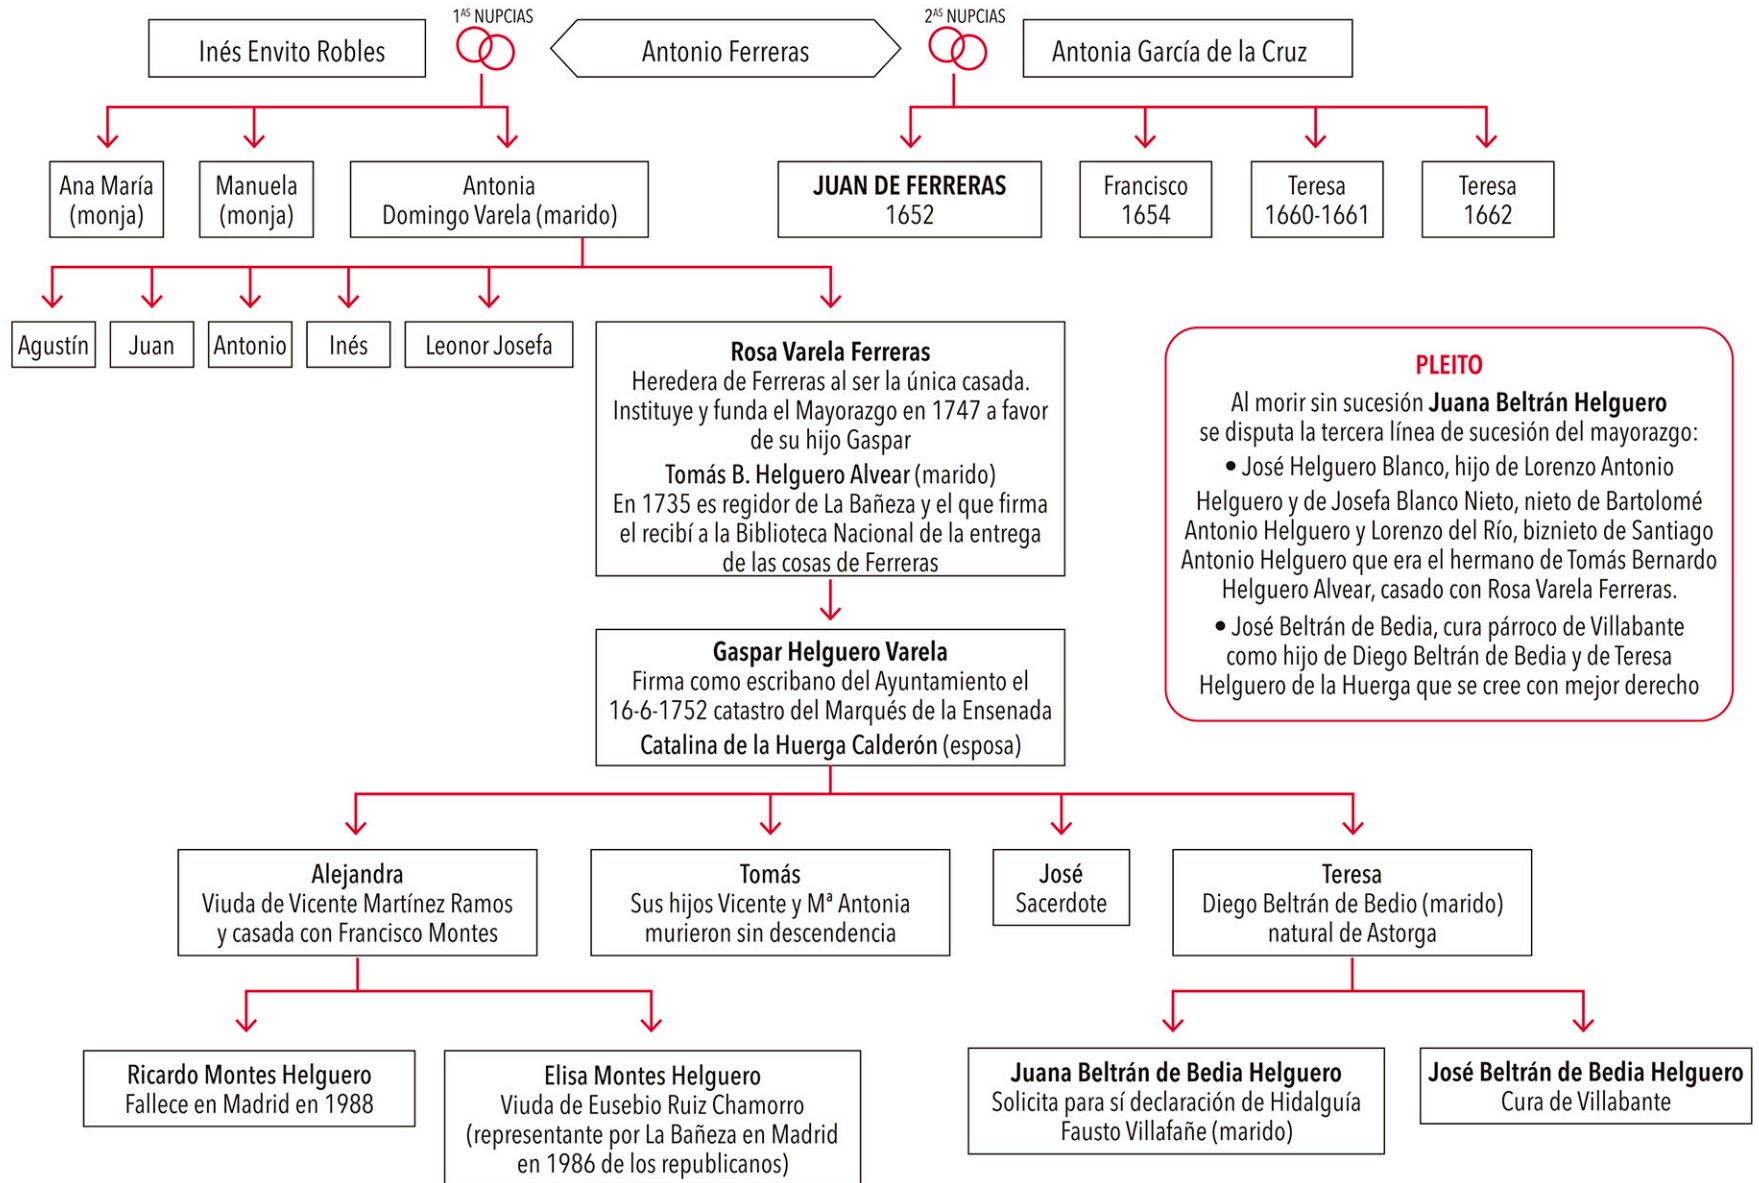 1AS NUPCIAS
2AS NUPCIAS
Inés Envito Robles
Antonio Ferreras
Antonia García de la Cruz
Ana María
(monja)
Manuela
(monja)
Antonia
Domingo Varela (marido)
JUAN DE FERRERAS
1652
Francisco
1654
Teresa
1660-1661
Teresa
1662
Agustín
Juan
Antonio
Inés
Leonor Josefa
Rosa Varela Ferreras
Heredera de Ferreras al ser la única casada.
Instituye y funda el Mayorazgo en 1747 a favor
de su hijo Gaspar
Tomás B. Helguero Alvear (marido)
En 1735 es regidor de La Bañeza y el que firma
el recibí a la Biblioteca Nacional de la entrega
de las cosas de Ferreras
PLEITO
Al morir sin sucesión Juana Beltrán Helguero
se disputa la tercera línea de sucesión del mayorazgo:
• José Helguero Blanco, hijo de Lorenzo Antonio
Helguero y de Josefa Blanco Nieto, nieto de Bartolomé
Antonio Helguero y Lorenzo del Río, biznieto de Santiago
Antonio Helguero que era el hermano de Tomás Bernardo
Helguero Alvear, casado con Rosa Varela Ferreras.
• José Beltrán de Bedia, cura párroco de Villabante
como hijo de Diego Beltrán de Bedia y de Teresa
Helguero de la Huerga que se cree con mejor derecho
Gaspar Helguero Varela
Firma como escribano del Ayuntamiento el
16-6-1752 catastro del Marqués de la Ensenada
Catalina de la Huerga Calderón (esposa)
Alejandra
Viuda de Vicente Martínez Ramos
y casada con Francisco Montes
Tomás
Sus hijos Vicente y Mª Antonia
murieron sin descendencia
José
Sacerdote
Teresa
Diego Beltrán de Bedio (marido)
natural de Astorga
Ricardo Montes Helguero
Fallece en Madrid en 1988
Elisa Montes Helguero
Viuda de Eusebio Ruiz Chamorro
(representante por La Bañeza en Madrid
en 1986 de los republicanos)
Juana Beltrán de Bedia Helguero
Solicita para sí declaración de Hidalguía
Fausto Villafañe (marido)
José Beltrán de Bedia Helguero
Cura de Villabante